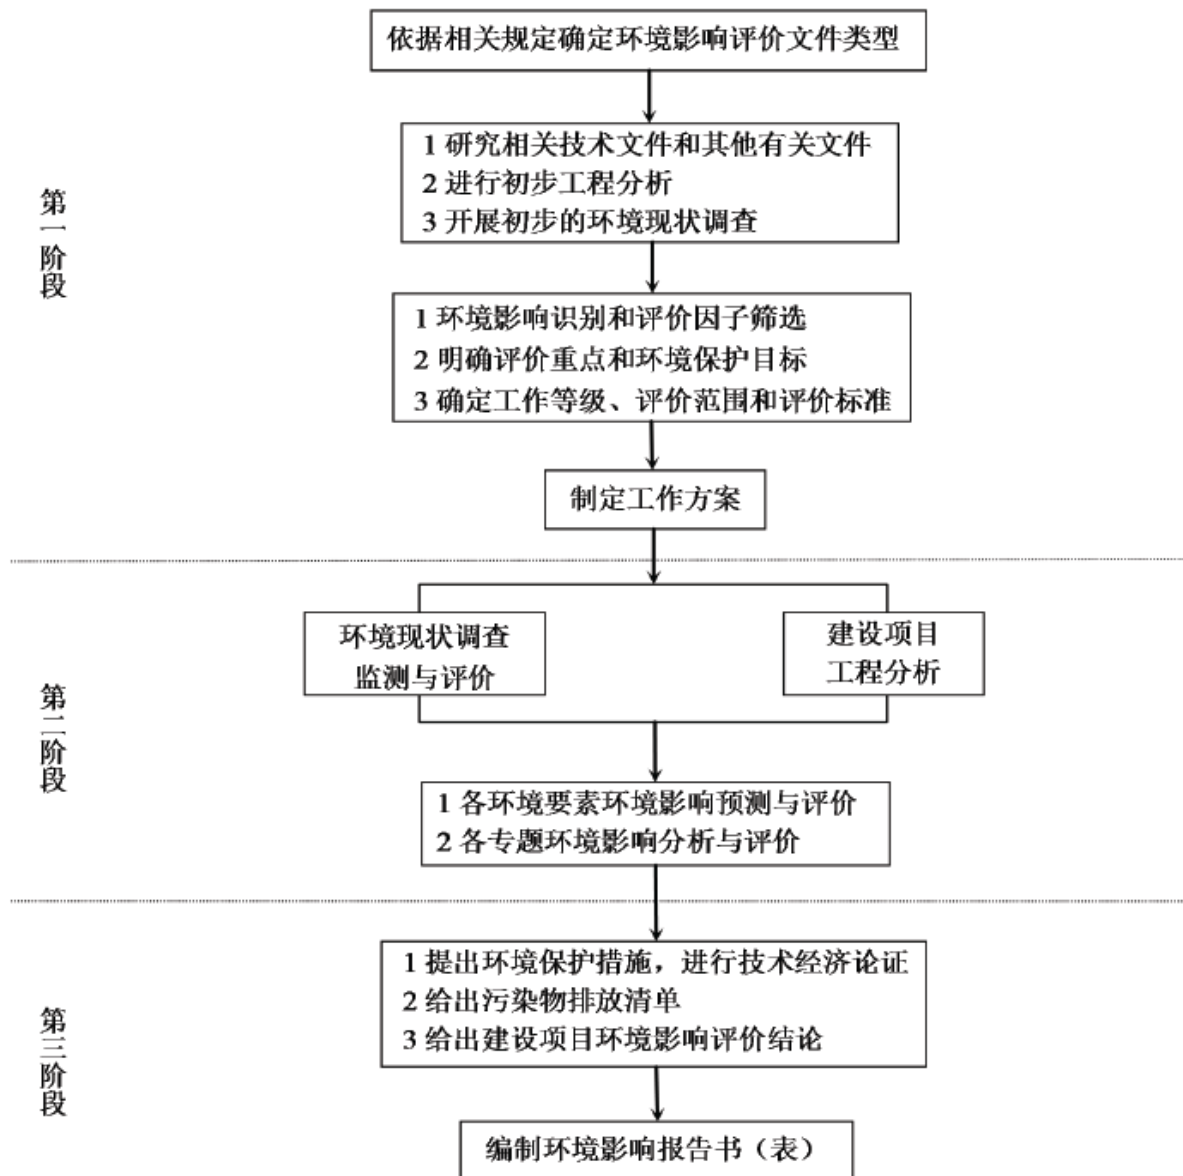 依据相关规定确定环境影响评价文件类型
第一阶段
1 研究相关技术文件和其他有关文件
2 进行初步工程分析
3 开展初步的环境现状调查
1 环境影响识别和评价因子筛选
2 明确评价重点和环境保护目标
3 确定工作等级、评价范围和评价标准
制定工作方案
第二阶段
环境现状调查
监测与评价
建设项目
工程分析
1 各环境要素环境影响预测与评价
2 各专题环境影响分析与评价
第三阶段
1 提出环境保护措施，进行技术经济论证
2 给出污染物排放清单
3 给出建设项目环境影响评价结论
编制环境影响报告书（表）